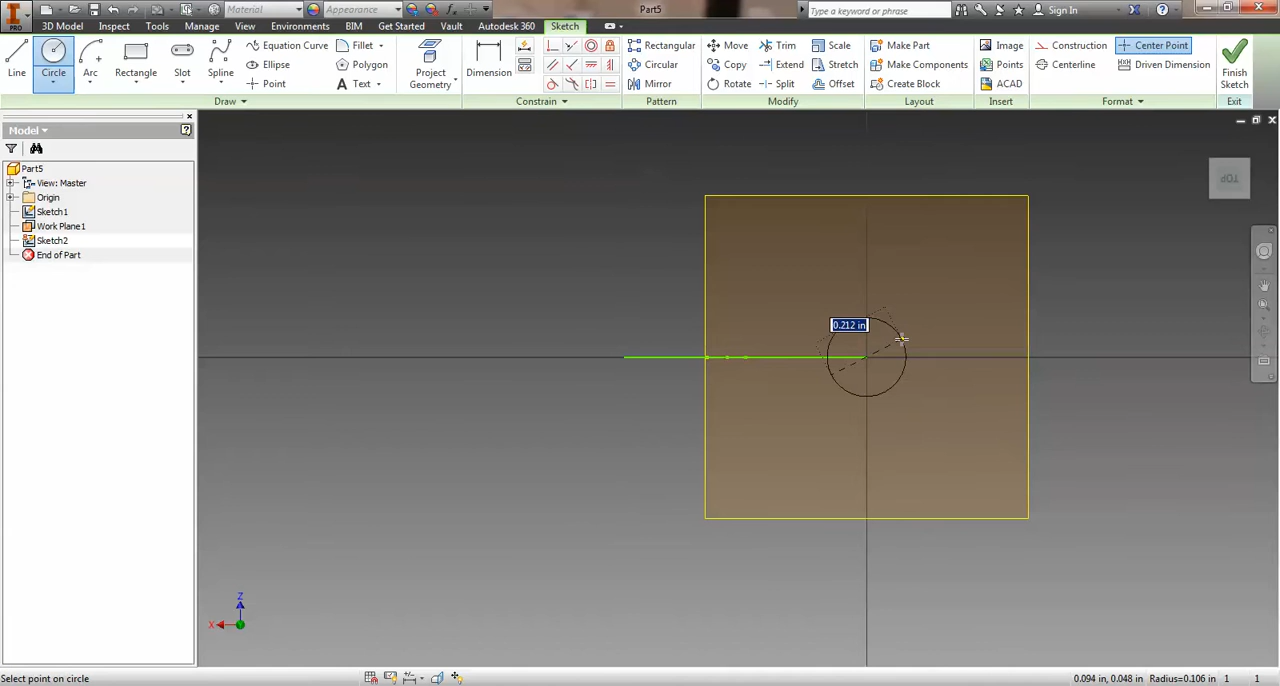 Material
Appearance
Part5
Type a keyword or phrase
Sign In
PRO
3D Model
Inspect
Tools
Manage
View
Environments
BIM
Get Started
Vault
Autodesk 360
Sketch
Line
Circle
Arc
Rectangle
Slot
Spline
Equation Curve
Ellipse
Point
Fillet
Polygon
Text
Project Geometry
Dimension
Rectangular
Circular
Mirror
Move
Copy
Rotate
Trim
Extend
Split
Scale
Stretch
Offset
Make Part
Make Components
Create Block
Image
Points
ACAD
Construction
Centerline
Center Point
Driven Dimension
Finish Sketch
Draw
Constrain
Pattern
Modify
Layout
Insert
Format
Exit
Model
Part5
View: Master
Origin
Sketch1
Work Plane1
Sketch2
End of Part
0.212 in
TOP
Z
X
Select point on circle
0.094 in, 0.048 in
Radius=0.106 in
1
1